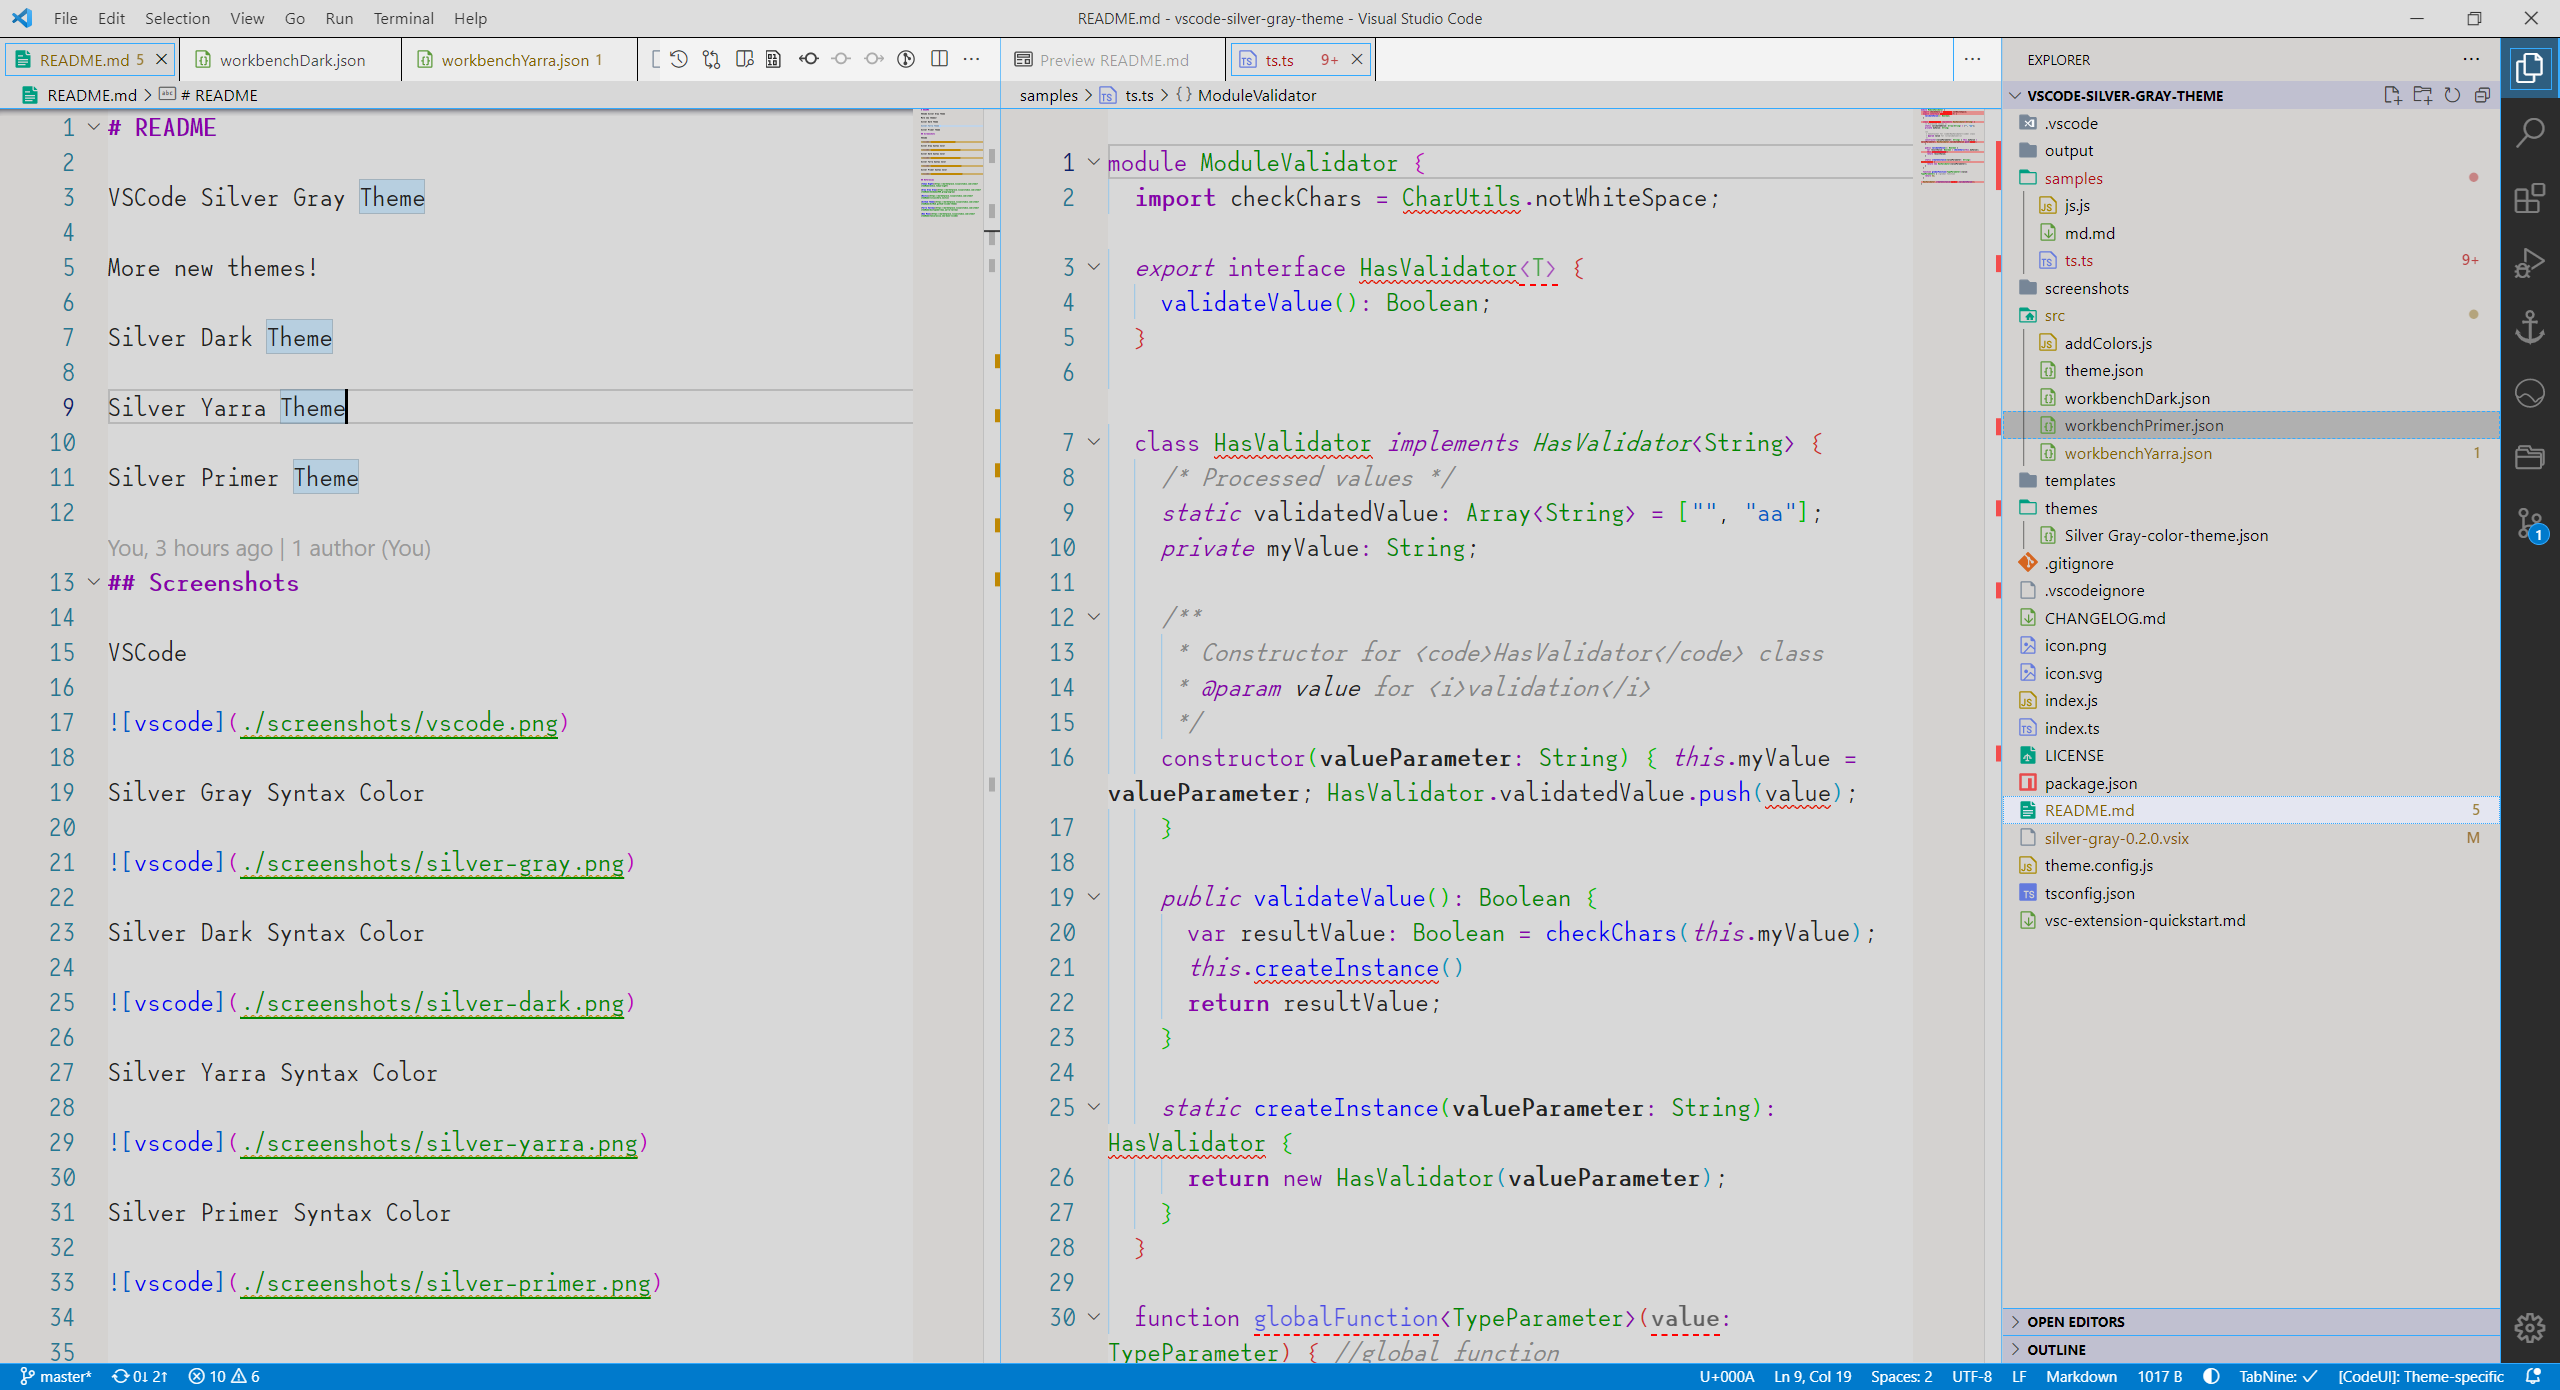 File Edit Selection View Go Run Terminal Help
README.md - vscode-silver-gray-theme - Visual Studio Code
README.md 5
workbenchDark.json
workbenchYarra.json 1
Preview README.md
ts.ts 9+
EXPLORER
README.md > # README
samples > ts.ts > {} ModuleValidator
1 # README
2
3 VSCode Silver Gray Theme
4
5 More new themes!
6
7 Silver Dark Theme
8
9 Silver Yarra Theme
10
11 Silver Primer Theme
12
You, 3 hours ago | 1 author (You)
13 ## Screenshots
14
15 VSCode
16
17 ![vscode](./screenshots/vscode.png)
18
19 Silver Gray Syntax Color
20
21 ![vscode](./screenshots/silver-gray.png)
22
23 Silver Dark Syntax Color
24
25 ![vscode](./screenshots/silver-dark.png)
26
27 Silver Yarra Syntax Color
28
29 ![vscode](./screenshots/silver-yarra.png)
30
31 Silver Primer Syntax Color
32
33 ![vscode](./screenshots/silver-primer.png)
34
35
1 module ModuleValidator {
2 import checkChars = CharUtils.notWhiteSpace;
3 export interface HasValidator<T> {
4 validateValue(): Boolean;
5 }
6
7 class HasValidator implements HasValidator<String> {
8 /* Processed values */
9 static validatedValue: Array<String> = ["", "aa"];
10 private myValue: String;
11
12 /**
13 * Constructor for <code>HasValidator</code> class
14 * @param value for <i>validation</i>
15 */
16 constructor(valueParameter: String) { this.myValue =
valueParameter; HasValidator.validatedValue.push(value);
17 }
18
19 public validateValue(): Boolean {
20 var resultValue: Boolean = checkChars(this.myValue);
21 this.createInstance()
22 return resultValue;
23 }
24
25 static createInstance(valueParameter: String):
HasValidator {
26 return new HasValidator(valueParameter);
27 }
28 }
29
30 function globalFunction<TypeParameter>(value:
TypeParameter) { //global function
VSCODE-SILVER-GRAY-THEME
.vscode
output
samples
js.js
md.md
ts.ts 9+
screenshots
src
addColors.js
theme.json
workbenchDark.json
workbenchPrimer.json
workbenchYarra.json 1
templates
themes
Silver Gray-color-theme.json
.gitignore
.vscodeignore
CHANGELOG.md
icon.png
icon.svg
index.js
index.ts
LICENSE
package.json
README.md 5
silver-gray-0.2.0.vsix M
theme.config.js
tsconfig.json
vsc-extension-quickstart.md
OPEN EDITORS
OUTLINE
1
master* 0↓ 2↑ 10 6
U+000A Ln 9, Col 19 Spaces: 2 UTF-8 LF Markdown 1017 B TabNine: ✓ [CodeUI]: Theme-specific